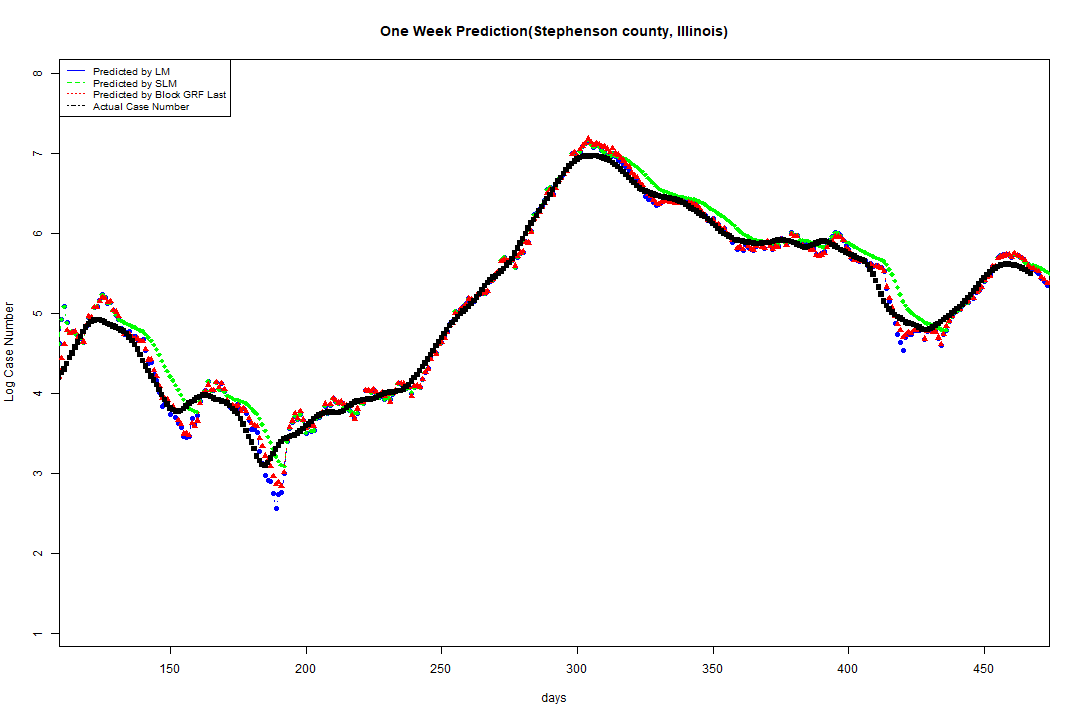 One Week Prediction(Stephenson county, Illinois)
Predicted by LM
Predicted by SLM
Predicted by Block GRF Last
Actual Case Number
8
7
6
5
4
3
2
1
Log Case Number
150 200 250 300 350 400 450
days